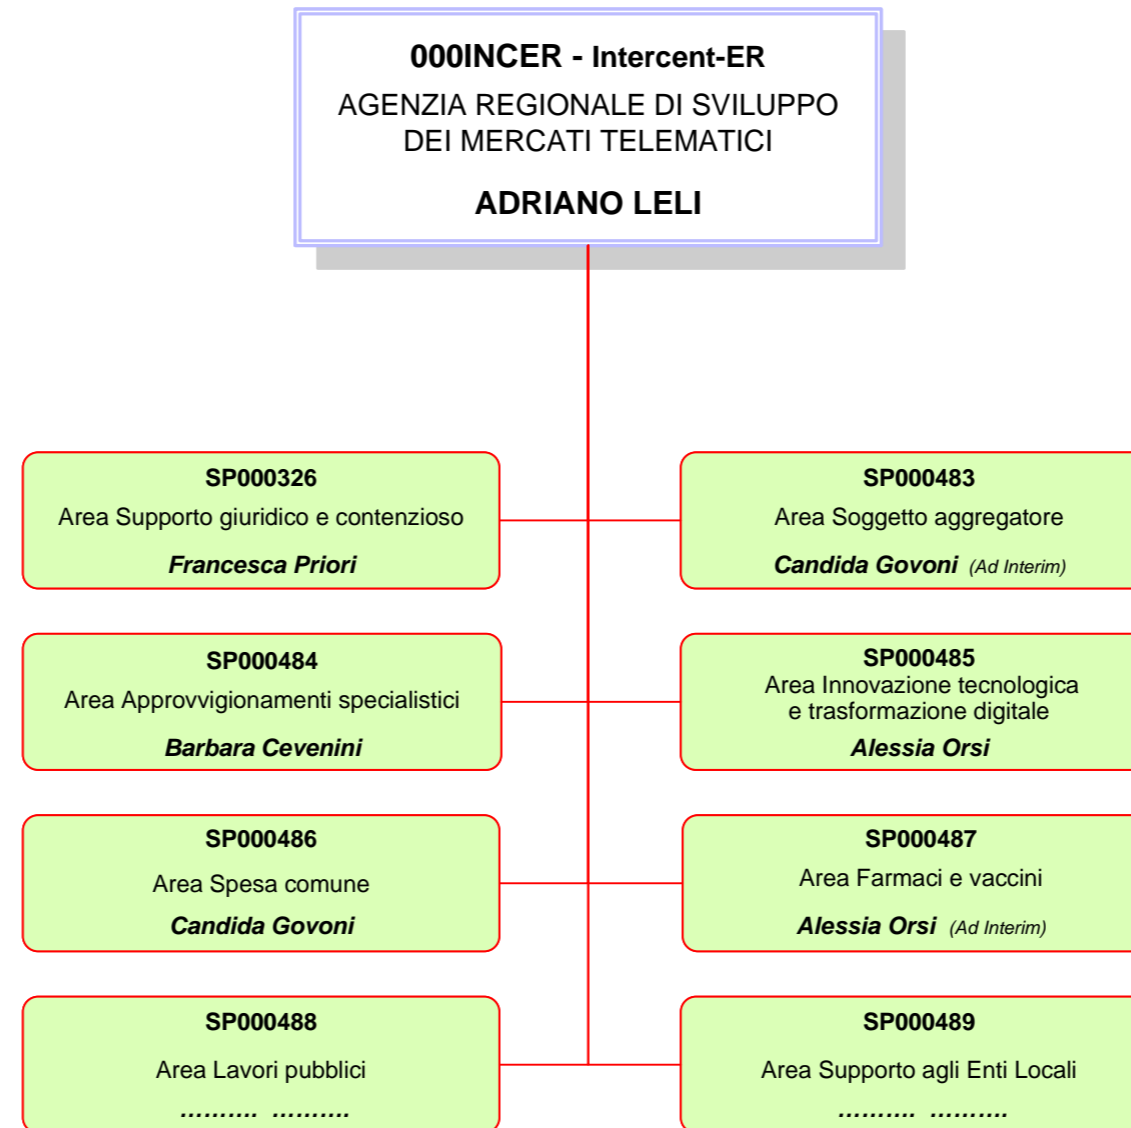 000INCER - Intercent-ER
AGENZIA REGIONALE DI SVILUPPO
DEI MERCATI TELEMATICI
ADRIANO LELI
SP000326
Area Supporto giuridico e contenzioso
Francesca Priori
SP000483
Area Soggetto aggregatore
Candida Govoni (Ad Interim)
SP000484
Area Approvvigionamenti specialistici
Barbara Cevenini
SP000485
Area Innovazione tecnologica
e trasformazione digitale
Alessia Orsi
SP000486
Area Spesa comune
Candida Govoni
SP000487
Area Farmaci e vaccini
Alessia Orsi (Ad Interim)
SP000488
Area Lavori pubblici
.......... ..........
SP000489
Area Supporto agli Enti Locali
.......... ..........